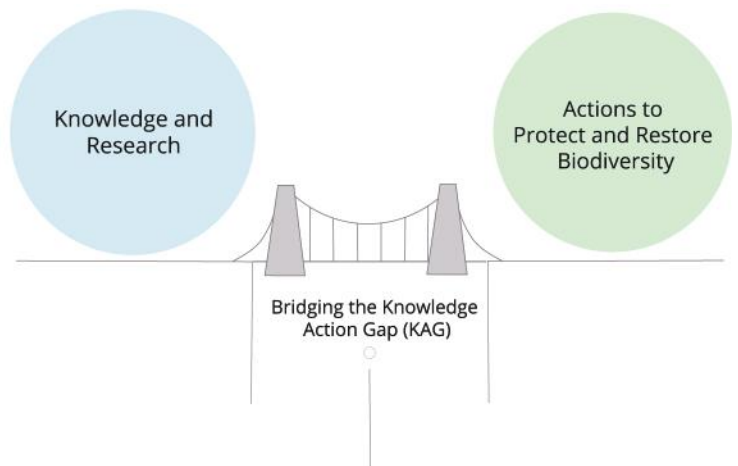 Knowledge and
Research
Actions to
Protect and Restore
Biodiversity
Bridging the Knowledge
Action Gap (KAG)